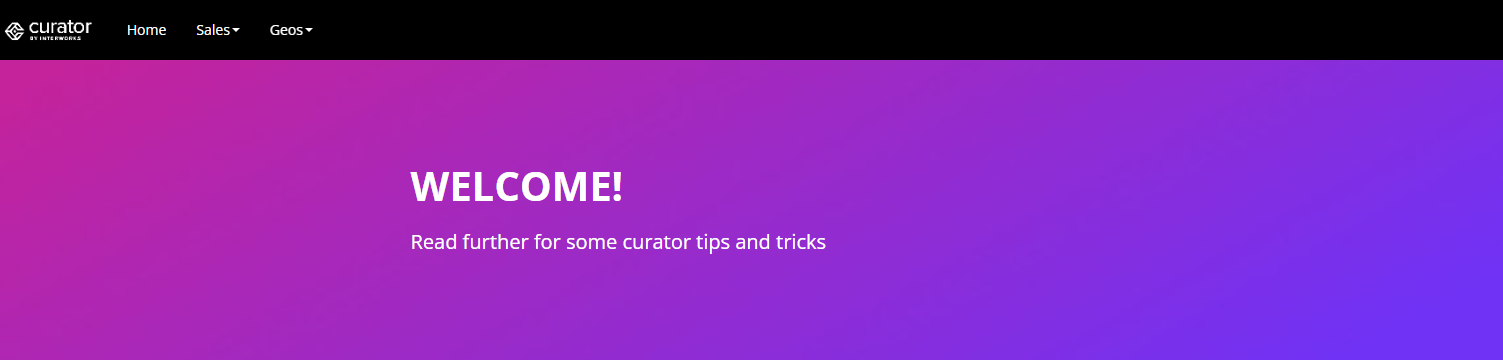 curator
BY INTERWORKS
Home Sales Geos
WELCOME!
Read further for some curator tips and tricks